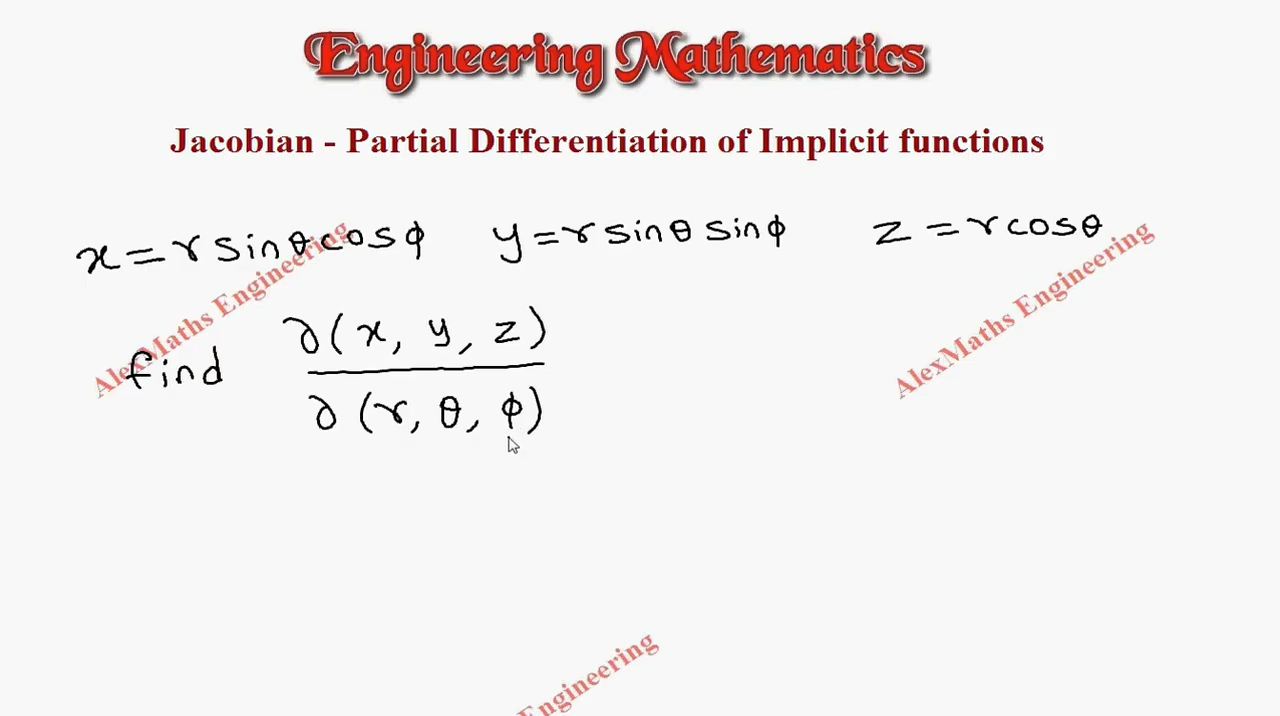 Engineering Mathematics
Jacobian - Partial Differentiation of Implicit functions
x = r sinθ cosϕ y = r sinθ sinϕ z = r cosθ
find ∂(x, y, z)
∂(r, θ, ϕ)
AlexMaths Engineering
AlexMaths Engineering
Engineering